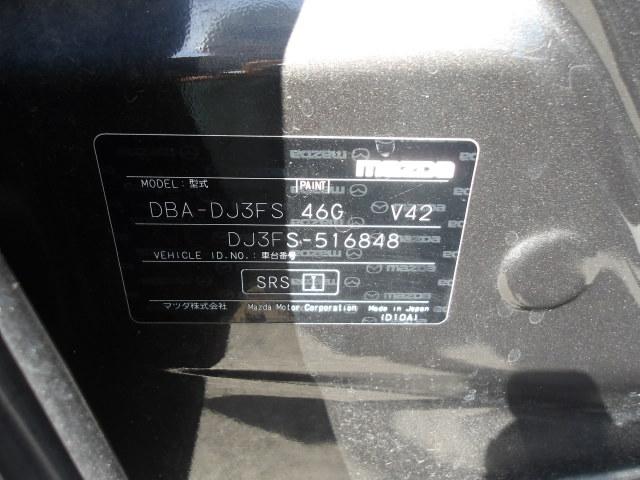 mazda
MODEL:型式 PAINT
DBA-DJ3FS 46G V42
DJ3FS-516848
VEHICLE ID.NO.:車台番号
SRS I
マツダ株式会社 Mazda Motor Corporation Made in Japan
(D10A)